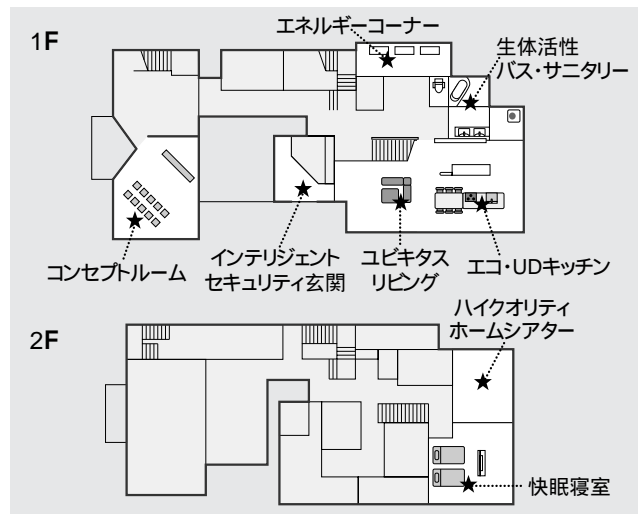 1F
エネルギーコーナー
生体活性
バス・サニタリー
コンセプトルーム
インテリジェント
セキュリティ玄関
ユビキタス
リビング
エコ・UDキッチン
2F
ハイクオリティ
ホームシアター
快眠寝室